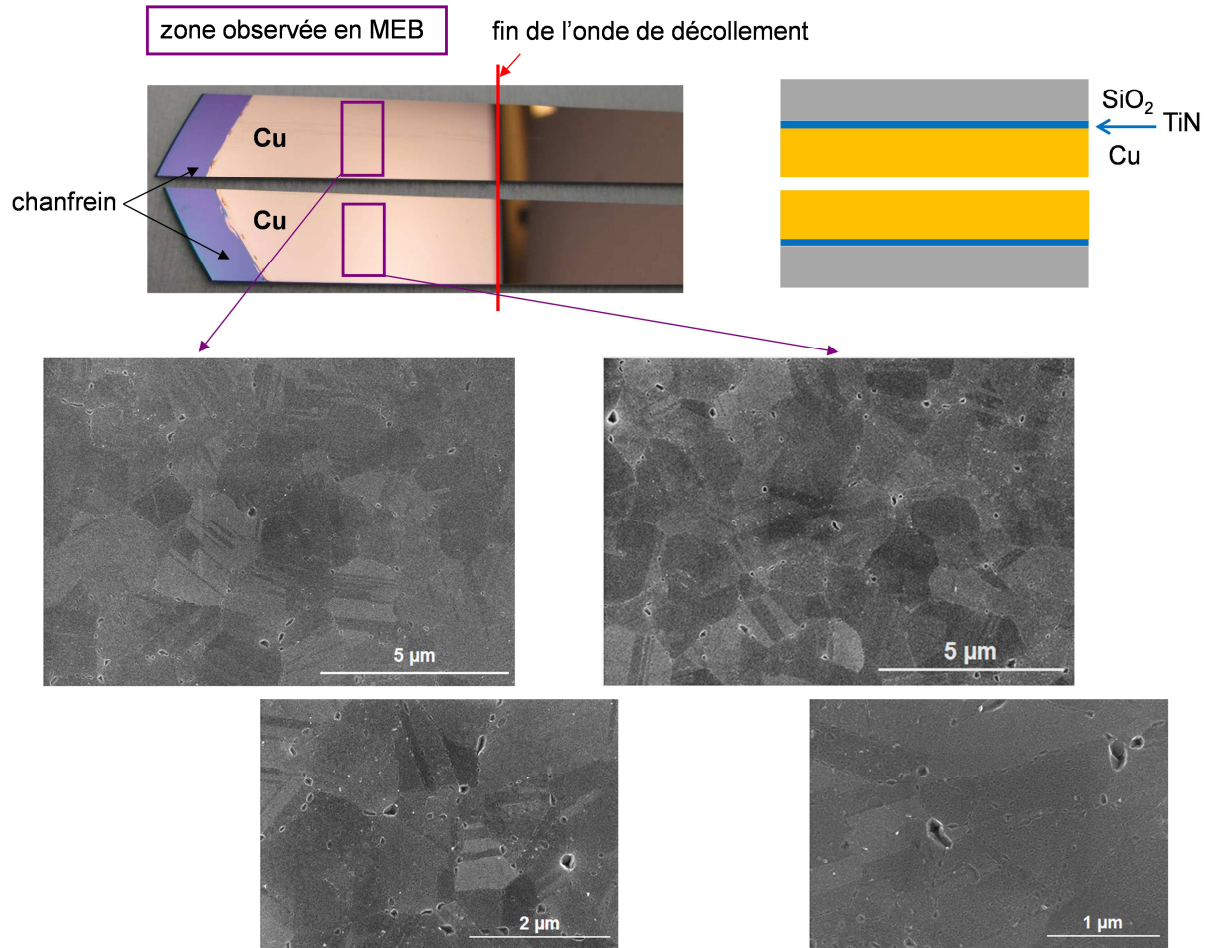 zone observée en MEB
fin de l'onde de décollement
SiO2
TiN
Cu
Cu
chanfrein
Cu
5 µm
5 µm
2 µm
1 µm